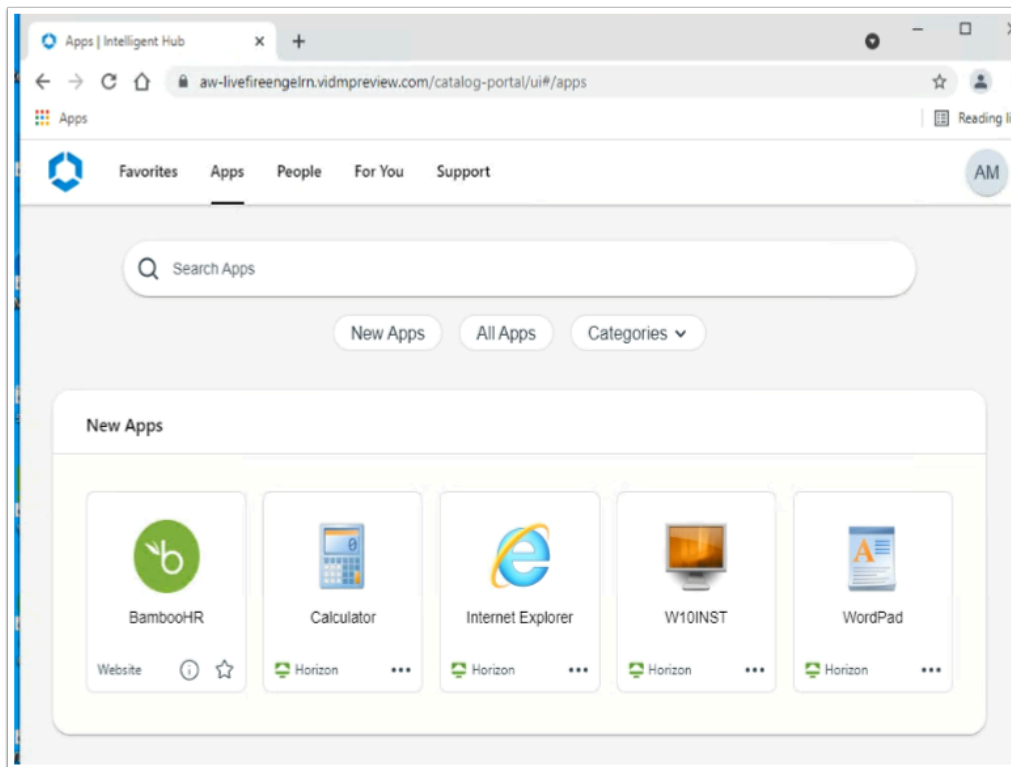 Apps | Intelligent Hub
aw-livefireengelrn.vidmpreview.com/catalog-portal/ui#/apps
Apps
Reading li
Favorites Apps People For You Support AM
Search Apps
New Apps All Apps Categories
New Apps
BambooHR Calculator Internet Explorer W10INST WordPad
Website Horizon Horizon Horizon Horizon